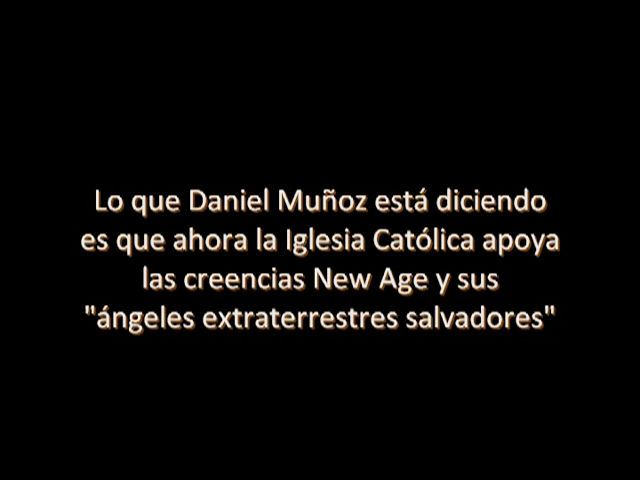 Lo que Daniel Muñoz está diciendo
es que ahora la Iglesia Católica apoya
las creencias New Age y sus
"ángeles extraterrestres salvadores"